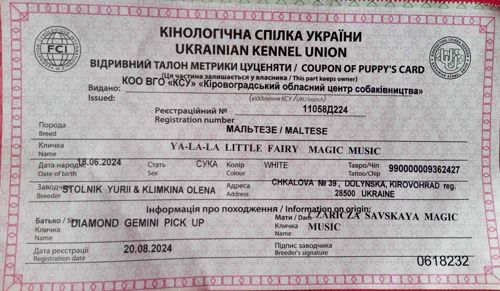 FCI
КІНОЛОГІЧНА СПІЛКА УКРАЇНИ
UKRAINIAN KENNEL UNION
ВІДРИВНИЙ ТАЛОН МЕТРИКИ ЦУЦЕНЯТИ / COUPON OF PUPPY'S CARD
(Ця частина залишається у власника / This part keeps owner)
Видано: КОО ВГО «КСУ» «Кіровоградський обласний центр собаківництва»
Issued: (відділення КСУ / UKU branch)
Реєстраційний № 11058Д224
Registration number
Порода МАЛЬТЕЗЕ / MALTESE
Breed
Кличка YA-LA-LA LITTLE FAIRY MAGIC MUSIC
Name
Дата народж 18.06.2024 Стать СУКА Колір WHITE Тавро/Чіп 990000009362427
Date of birth Sex Colour Tattoo/Chip
Заводчик STOLNIK YURII & KLIMKINA OLENA Адреса CHKALOVA № 39 , DOLYNSKA, KIROVOHRAD reg.
Breeder Address 28500 UKRAINE
Інформація про походження / Information on origin:
Батько / DIAMOND GEMINI PICK UP Мати / Dam CZARUZA SAVSKAYA MAGIC
Кличка MUSIC
Name
Дата реєстрації 20.08.2024 Підпис заводчика
Registration date Breeder's signature
0618232